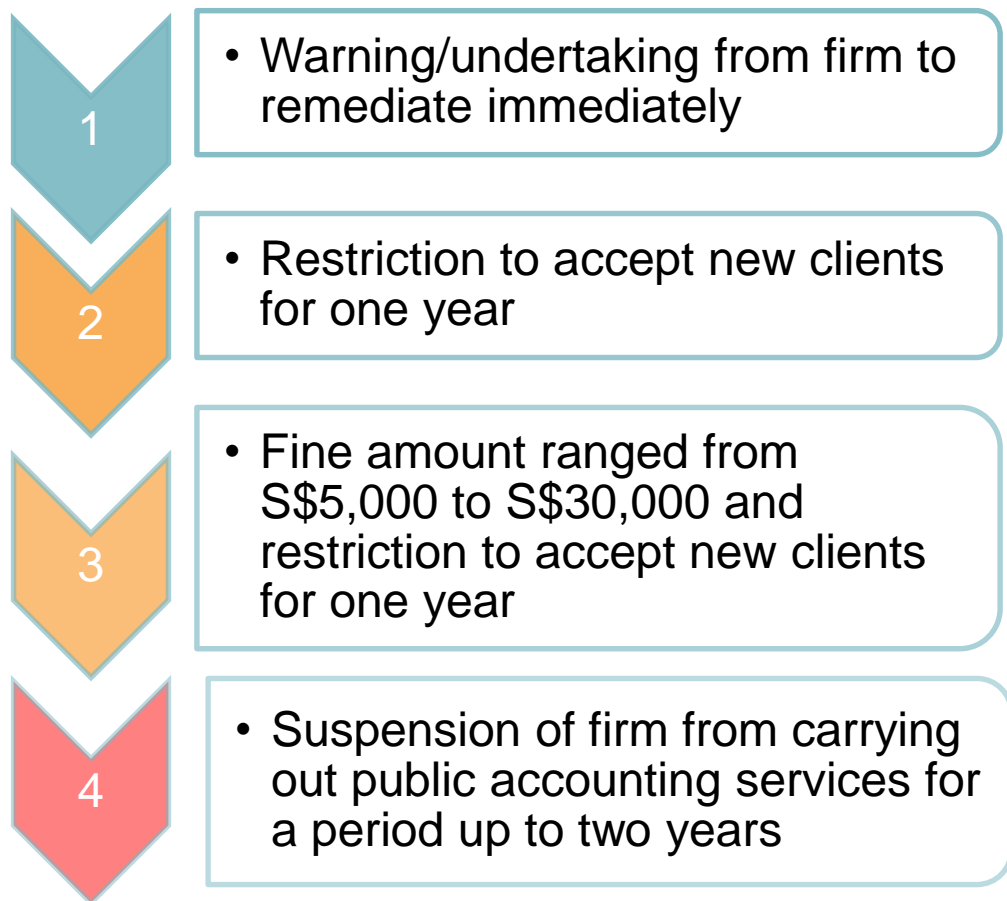 1
• Warning/undertaking from firm to
remediate immediately
2
• Restriction to accept new clients
for one year
3
• Fine amount ranged from
S$5,000 to S$30,000 and
restriction to accept new clients
for one year
4
• Suspension of firm from carrying
out public accounting services for
a period up to two years